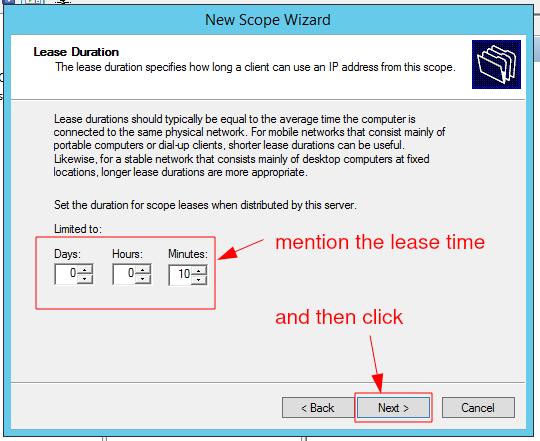 New Scope Wizard
Lease Duration
The lease duration specifies how long a client can use an IP address from this scope.
Lease durations should typically be equal to the average time the computer is
connected to the same physical network. For mobile networks that consist mainly of
portable computers or dial-up clients, shorter lease durations can be useful.
Likewise, for a stable network that consists mainly of desktop computers at fixed
locations, longer lease durations are more appropriate.
Set the duration for scope leases when distributed by this server.
Limited to:
Days: Hours: Minutes:
0 0 10
mention the lease time
and then click
< Back Next > Cancel